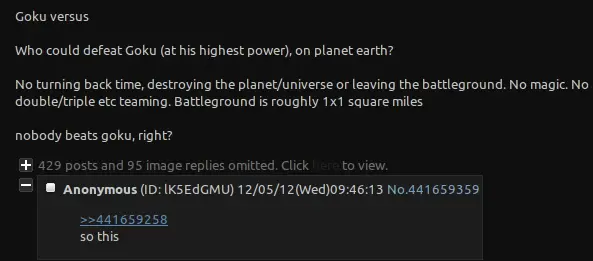 Goku versus
Who could defeat Goku (at his highest power), on planet earth?
No turning back time, destroying the planet/universe or leaving the battleground. No magic. No
double/triple etc teaming. Battleground is roughly 1x1 square miles
nobody beats goku, right?
429 posts and 95 image replies omitted. Click here to view.
Anonymous (ID: lK5EdGMU) 12/05/12(Wed)09:46:13 No.441659359
>>441659258
so this